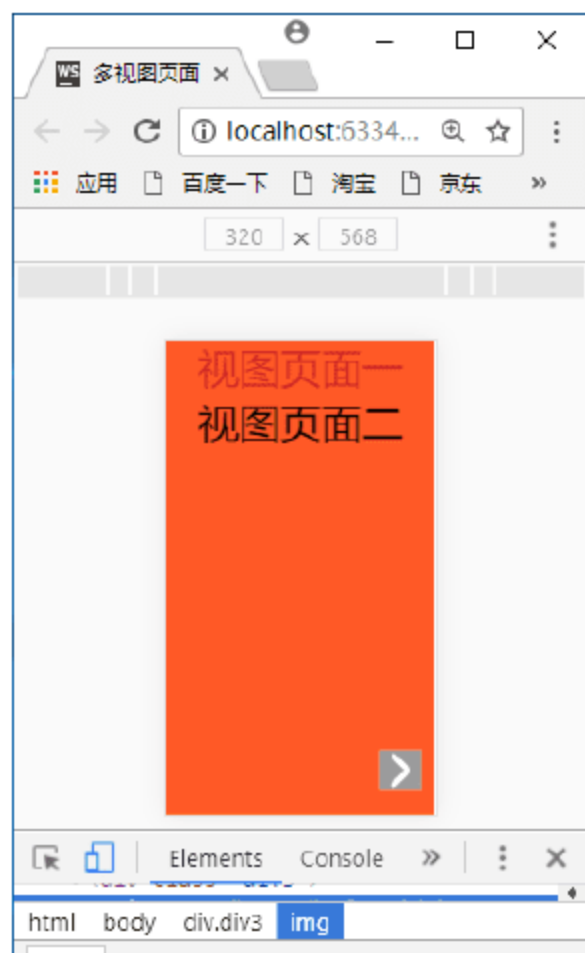 WS 多视图页面
localhost:6334...
应用 百度一下 淘宝 京东 »
320 x 568
视图页面一
视图页面二
Elements Console »
html body div.div3 img